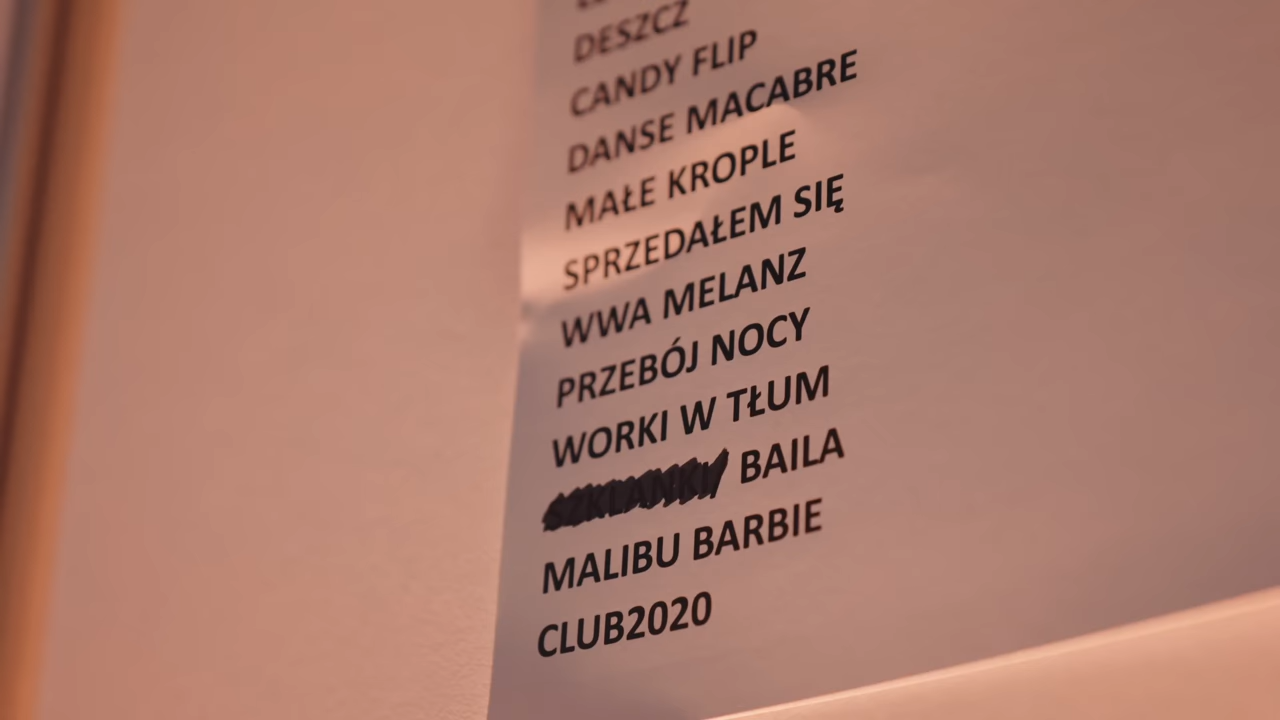 DESZCZ
CANDY FLIP
DANSE MACABRE
MAŁE KROPLE
SPRZEDAŁEM SIĘ
WWA MELANZ
PRZEBÓJ NOCY
WORKI W TŁUM
SZKLANKI/ BAILA
MALIBU BARBIE
CLUB2020